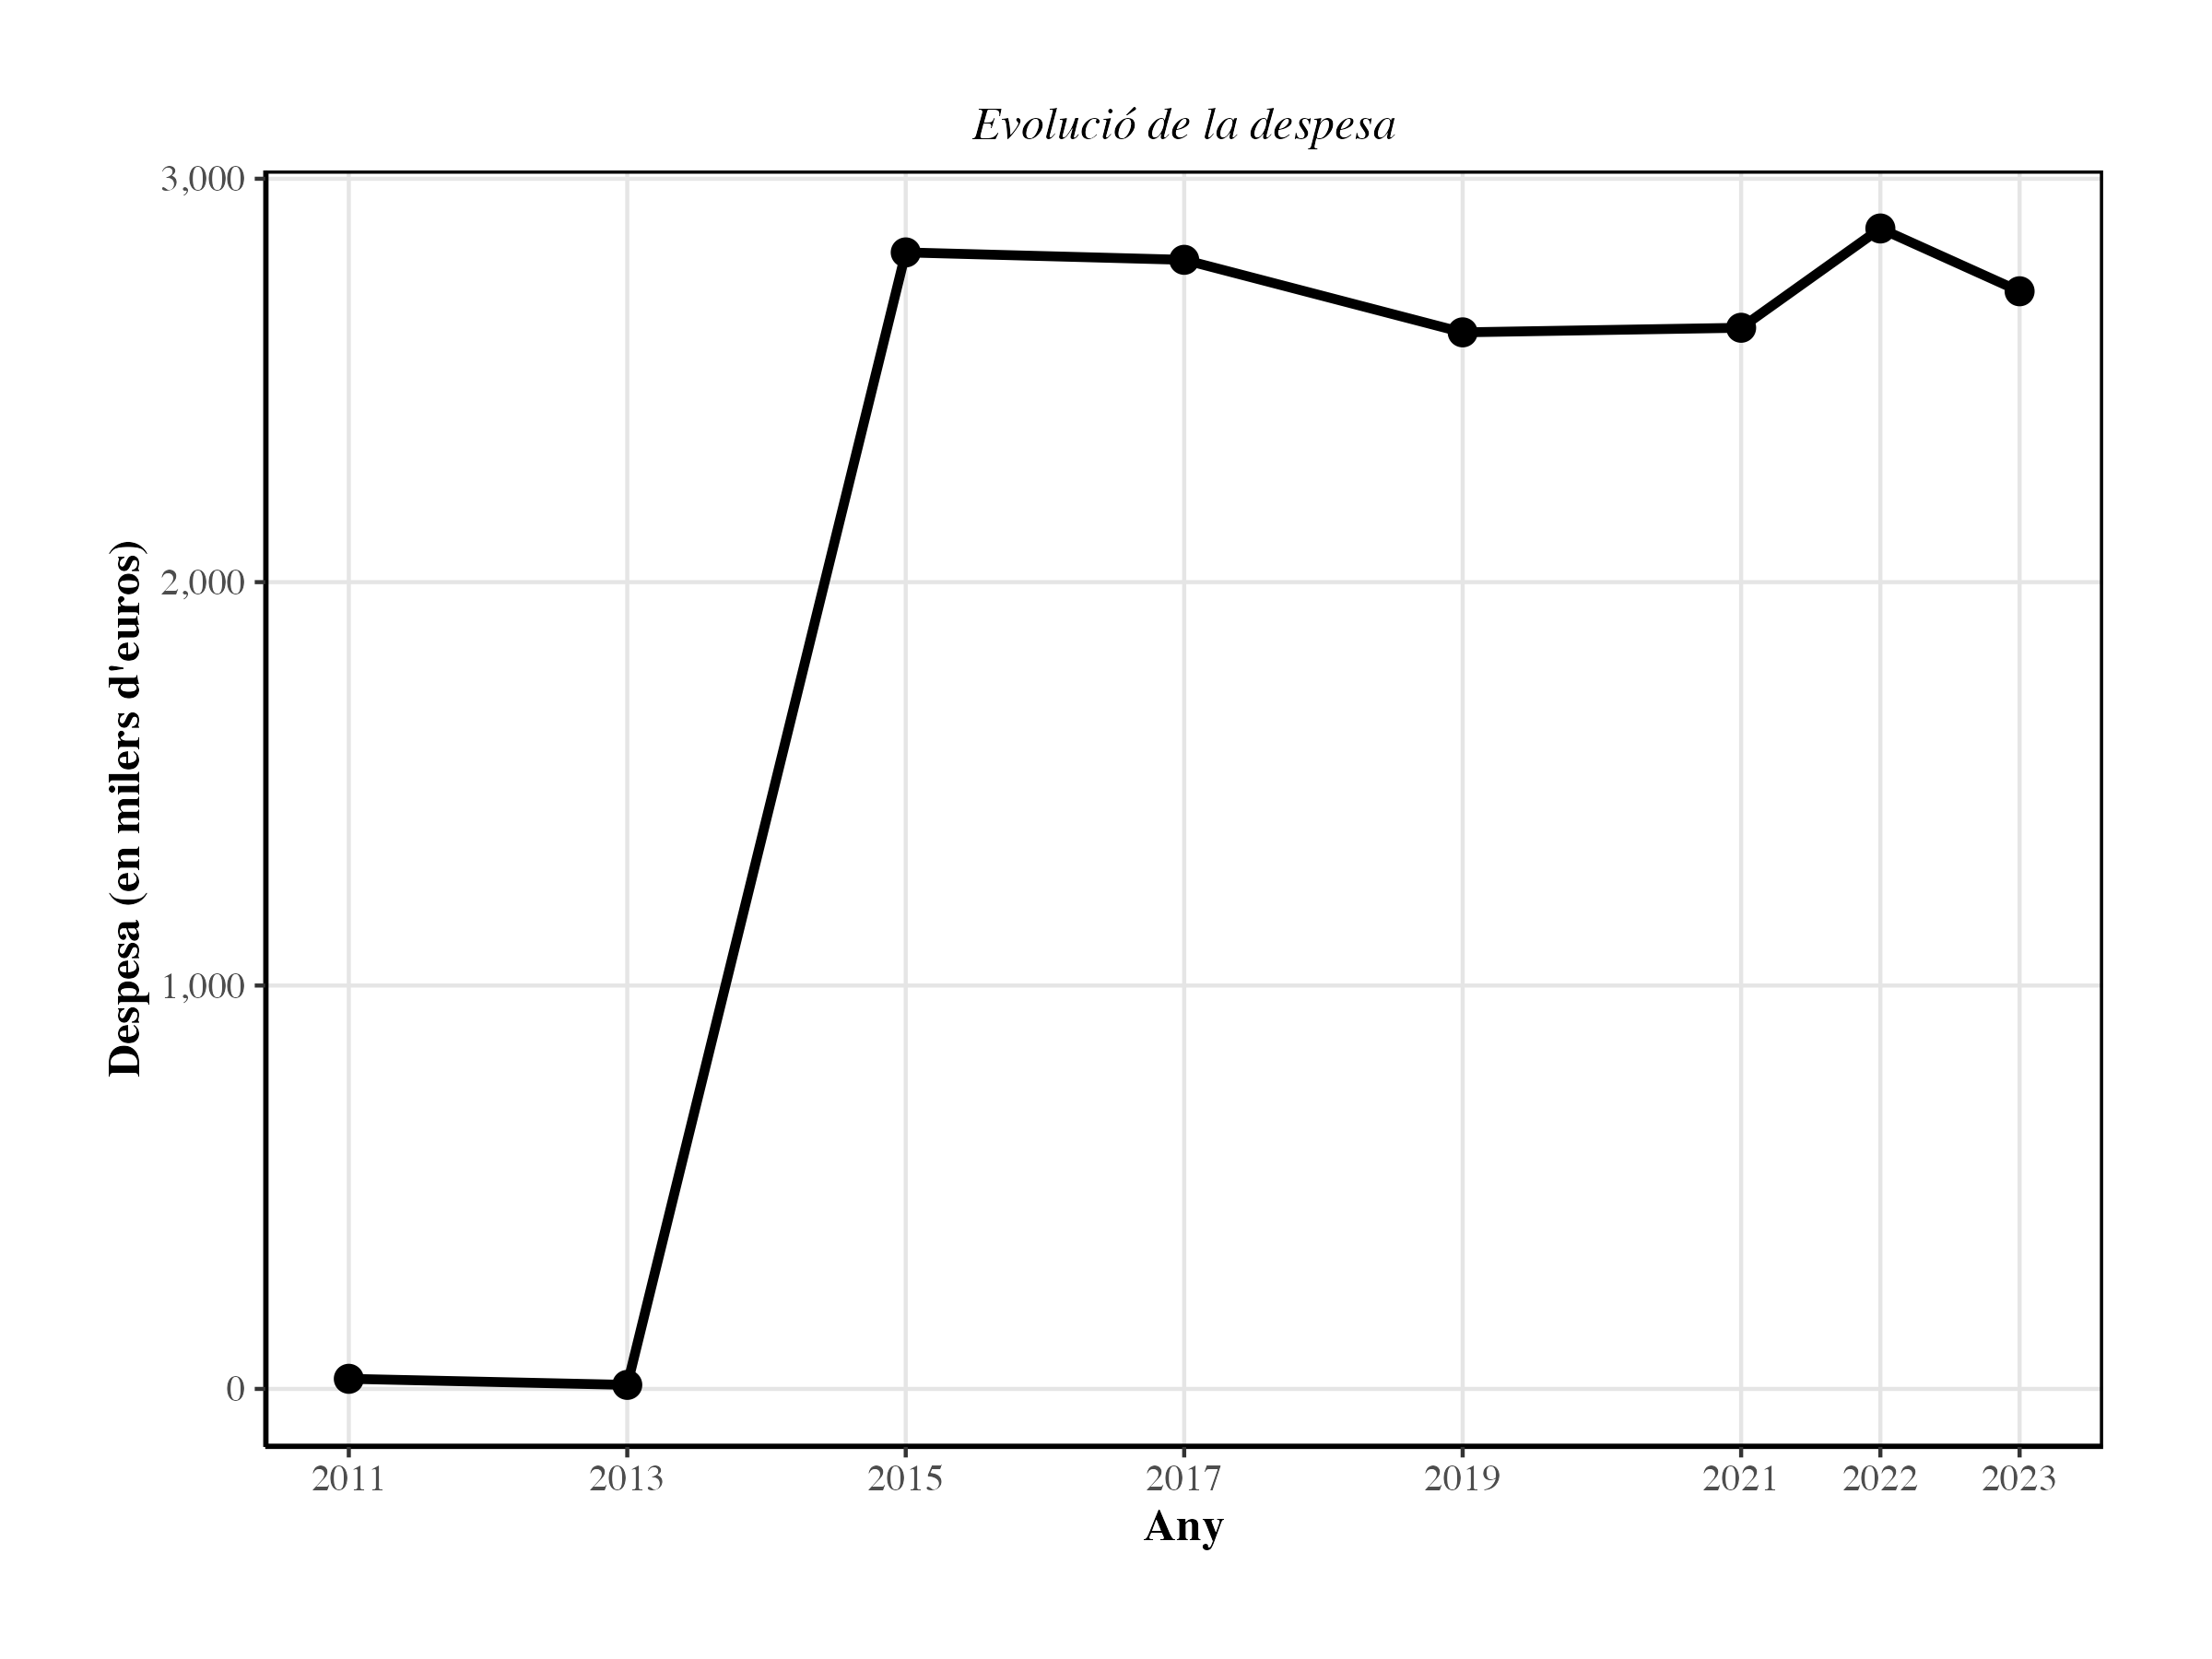 Evolució de la despesa
3,000
2,000
1,000
0
Despesa (en milers d'euros)
2011 2013 2015 2017 2019 2021 2022 2023
Any